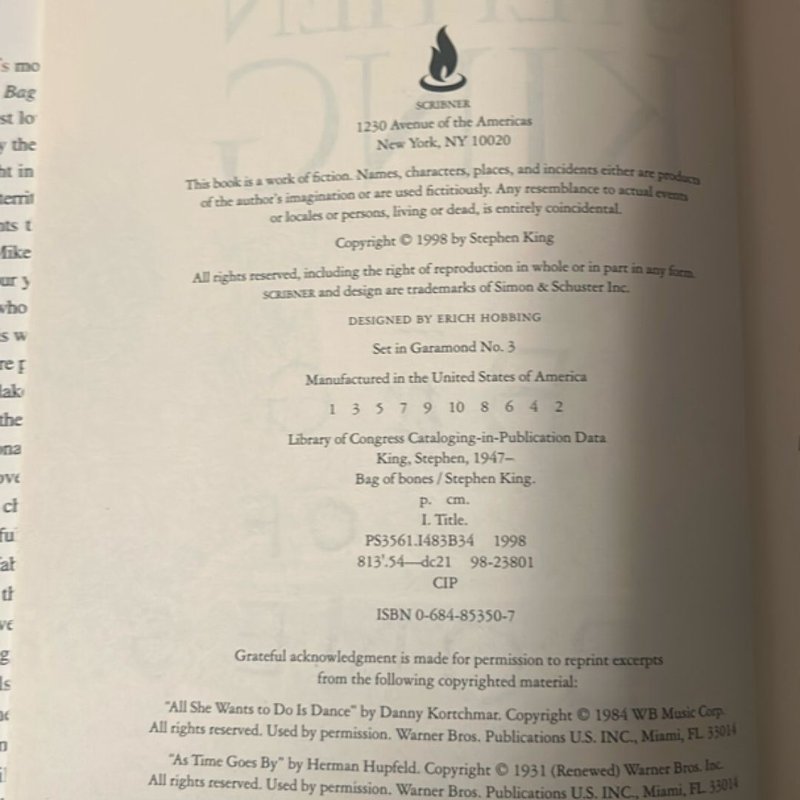 SCRIBNER
1230 Avenue of the Americas
New York, NY 10020
This book is a work of fiction. Names, characters, places, and incidents either are products
of the author's imagination or are used fictitiously. Any resemblance to actual events
or locales or persons, living or dead, is entirely coincidental.
Copyright © 1998 by Stephen King
All rights reserved, including the right of reproduction in whole or in part in any form.
SCRIBNER and design are trademarks of Simon & Schuster Inc.
DESIGNED BY ERICH HOBBING
Set in Garamond No. 3
Manufactured in the United States of America
1 3 5 7 9 10 8 6 4 2
Library of Congress Cataloging-in-Publication Data
King, Stephen, 1947–
Bag of bones / Stephen King.
p. cm.
I. Title.
PS3561.I483B34 1998
813'.54—dc21 98-23801
CIP
ISBN 0-684-85350-7
Grateful acknowledgment is made for permission to reprint excerpts
from the following copyrighted material:
"All She Wants to Do Is Dance" by Danny Kortchmar. Copyright © 1984 WB Music Corp.
All rights reserved. Used by permission. Warner Bros. Publications U.S. INC., Miami, FL 33014
"As Time Goes By" by Herman Hupfeld. Copyright © 1931 (Renewed) Warner Bros. Inc.
All rights reserved. Used by permission. Warner Bros. Publications U.S. INC., Miami, FL 33014